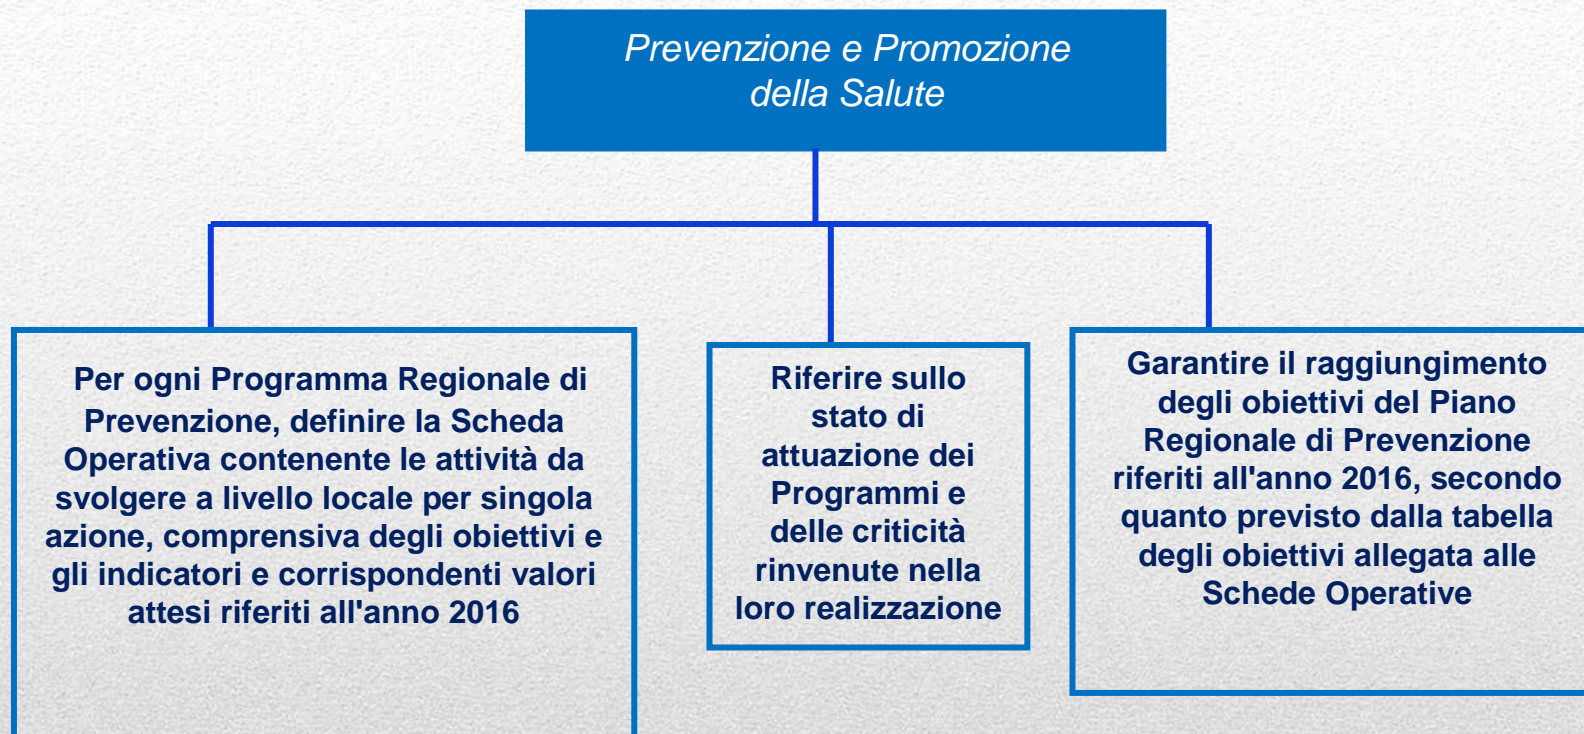 Prevenzione e Promozione
della Salute
Per ogni Programma Regionale di
Prevenzione, definire la Scheda
Operativa contenente le attività da
svolgere a livello locale per singola
azione, comprensiva degli obiettivi e
gli indicatori e corrispondenti valori
attesi riferiti all'anno 2016
Riferire sullo
stato di
attuazione dei
Programmi e
delle criticità
rinvenute nella
loro realizzazione
Garantire il raggiungimento
degli obiettivi del Piano
Regionale di Prevenzione
riferiti all'anno 2016, secondo
quanto previsto dalla tabella
degli obiettivi allegata alle
Schede Operative